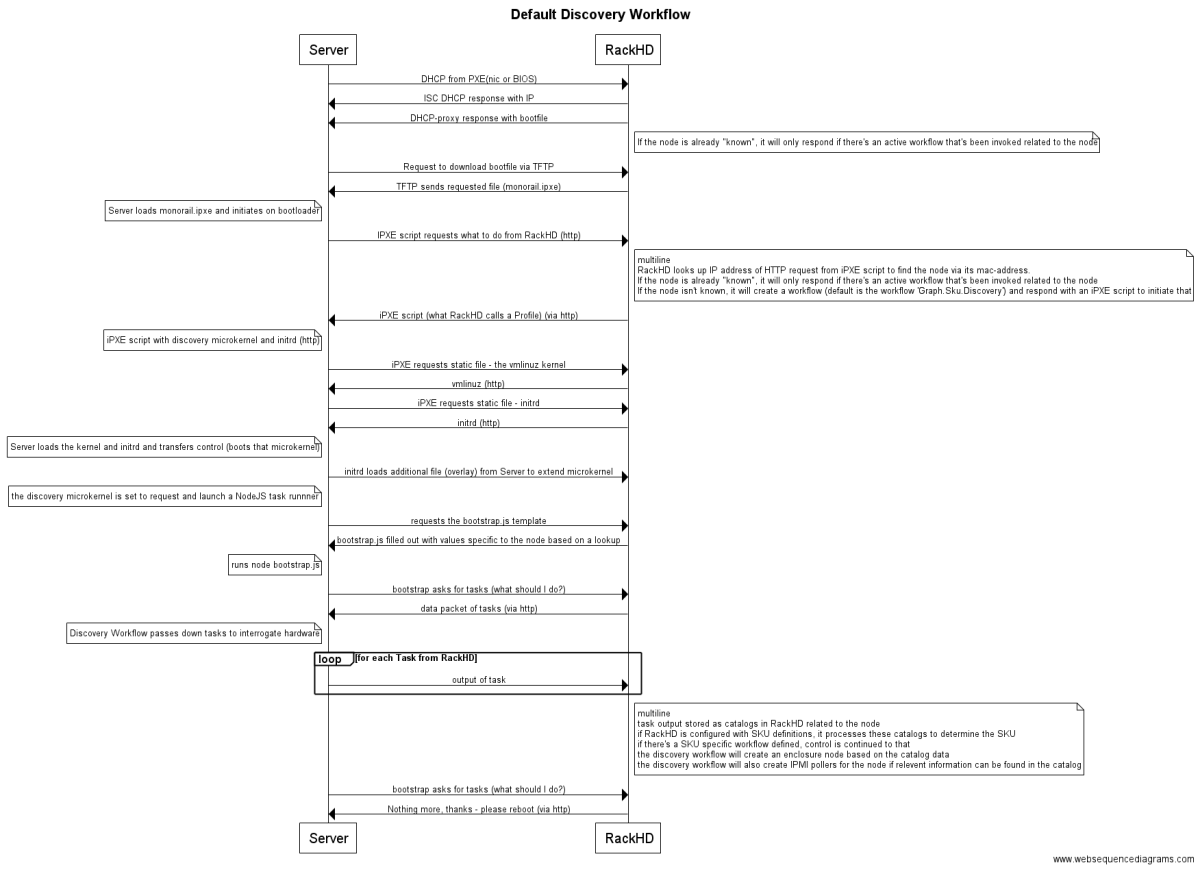 Default Discovery Workflow
Server
RackHD
DHCP from PXE(nic or BIOS)
ISC DHCP response with IP
DHCP-proxy response with bootfile
If the node is already "known", it will only respond if there's an active workflow that's been invoked related to the node
Request to download bootfile via TFTP
TFTP sends requested file (monorail.ipxe)
Server loads monorail.ipxe and initiates on bootloader
IPXE script requests what to do from RackHD (http)
multiline
RackHD looks up IP address of HTTP request from iPXE script to find the node via its mac-address.
If the node is already "known", it will only respond if there's an active workflow that's been invoked related to the node
If the node isn't known, it will create a workflow (default is the workflow 'Graph.Sku.Discovery') and respond with an iPXE script to initiate that
iPXE script (what RackHD calls a Profile) (via http)
iPXE script with discovery microkernel and initrd (http)
iPXE requests static file - the vmlinuz kernel
vmlinuz (http)
iPXE requests static file - initrd
initrd (http)
Server loads the kernel and initrd and transfers control (boots that microkernel)
initrd loads additional file (overlay) from Server to extend microkernel
the discovery microkernel is set to request and launch a NodeJS task runnner
requests the bootstrap.js template
bootstrap.js filled out with values specific to the node based on a lookup
runs node bootstrap.js
bootstrap asks for tasks (what should I do?)
data packet of tasks (via http)
Discovery Workflow passes down tasks to interrogate hardware
loop [for each Task from RackHD]
output of task
multiline
task output stored as catalogs in RackHD related to the node
if RackHD is configured with SKU definitions, it processes these catalogs to determine the SKU
if there's a SKU specific workflow defined, control is continued to that
the discovery workflow will create an enclosure node based on the catalog data
the discovery workflow will also create IPMI pollers for the node if relevent information can be found in the catalog
bootstrap asks for tasks (what should I do?)
Nothing more, thanks - please reboot (via http)
Server
RackHD
www.websequencediagrams.com